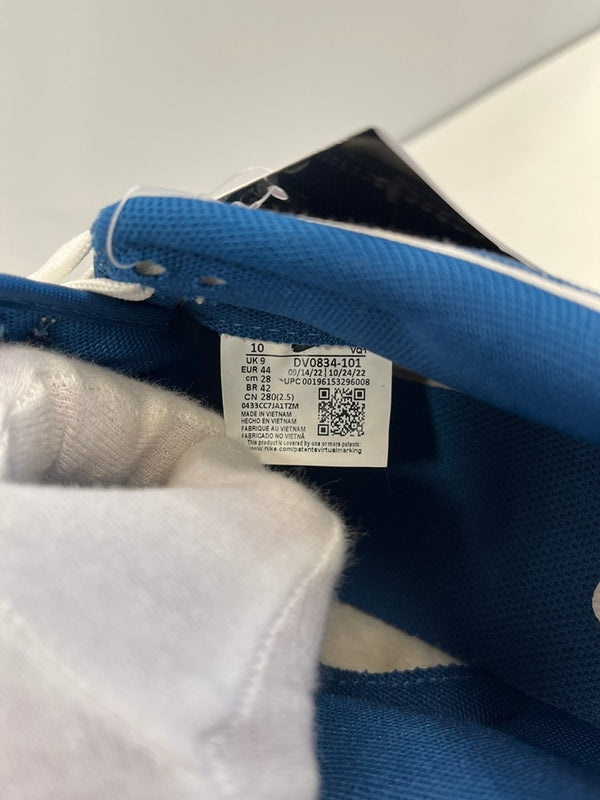 10 VQT
UK 9 DV0834-101
EUR 44 09/14/22 | 10/24/22
cm 28 UPC 00196153296008
BR 42
CN 280(2.5)
0433CC7JA1TZM
MADE IN VIETNAM
HECHO EN VIETNAM
FABRIQUE AU VIETNAM
FABRICADO NO VIETNÃ
This product is covered by one or more patents:
www.nike.com/patentsvirtualmarking